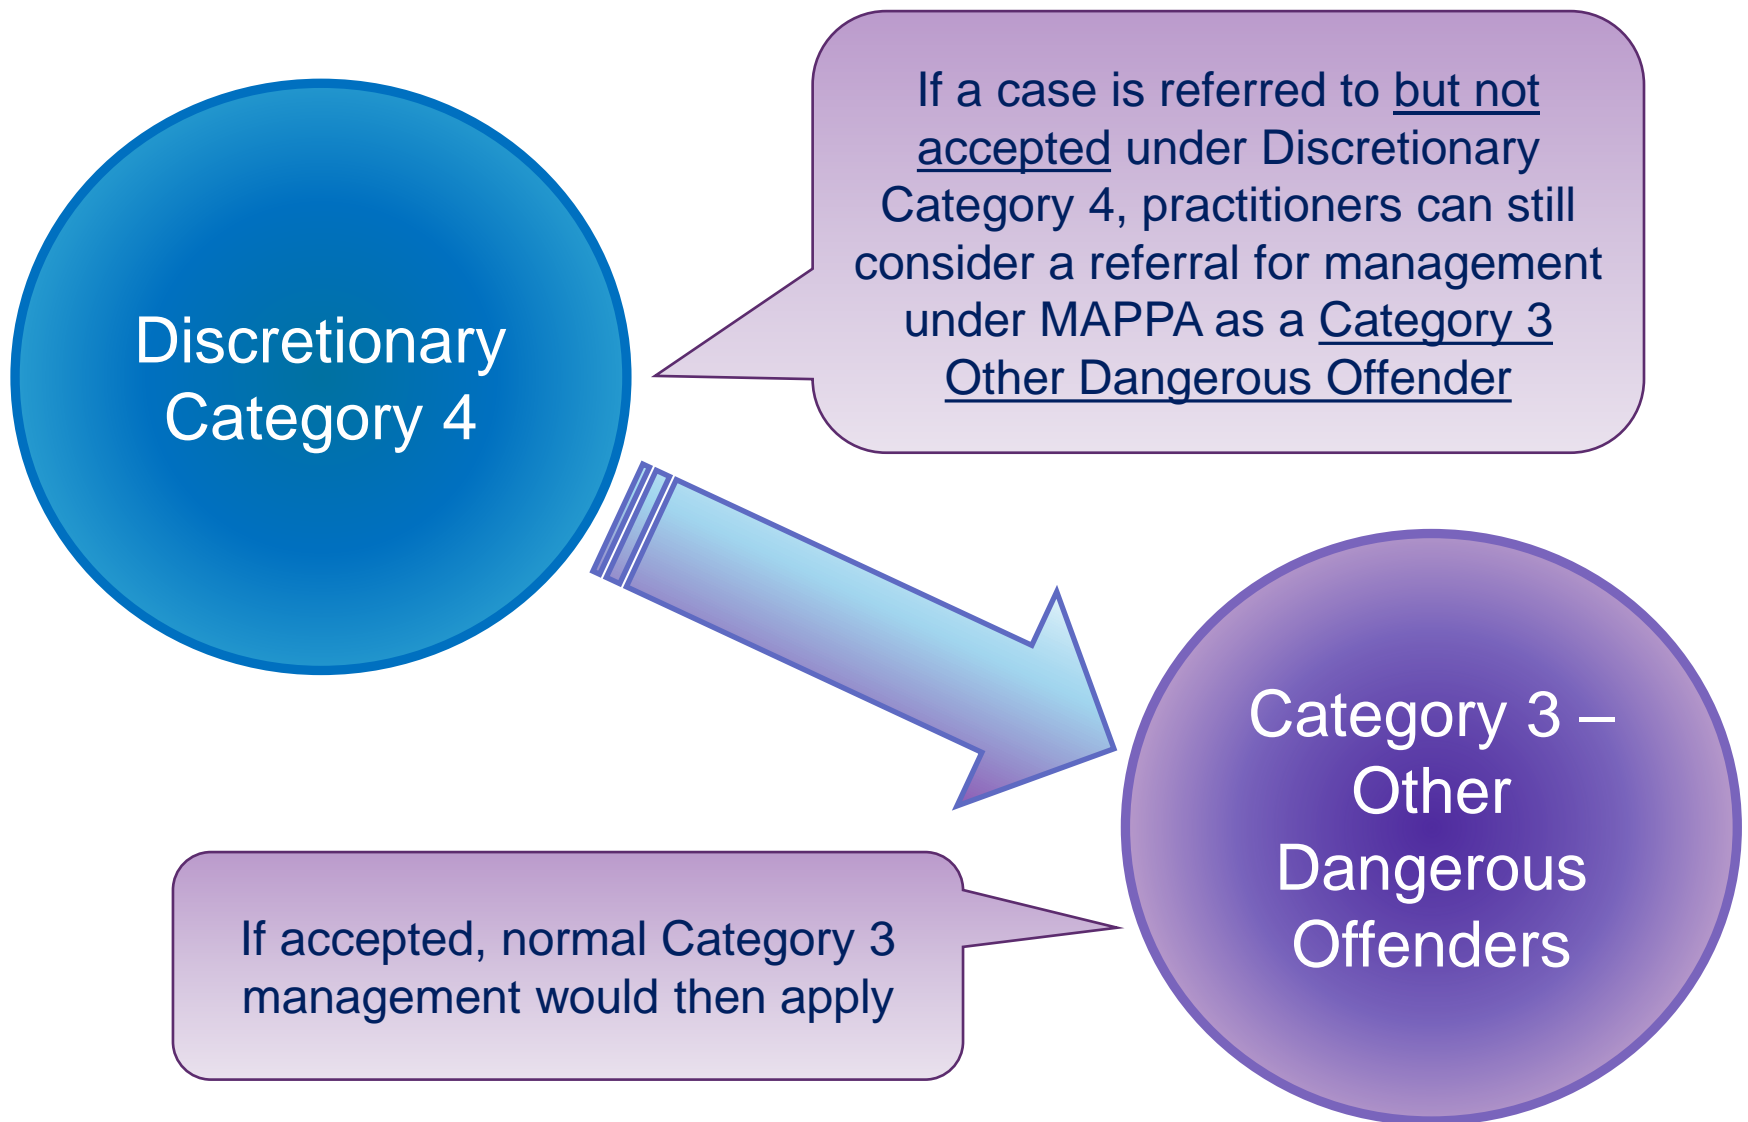 Discretionary
Category 4
If a case is referred to but not
accepted under Discretionary
Category 4, practitioners can still
consider a referral for management
under MAPPA as a Category 3
Other Dangerous Offender
Category 3 –
Other
Dangerous
Offenders
If accepted, normal Category 3
management would then apply